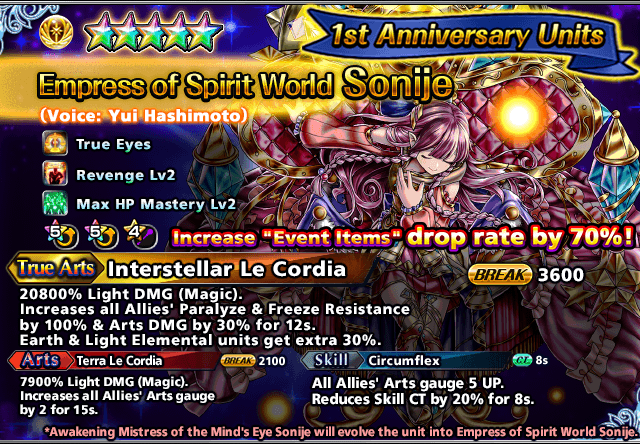 1st Anniversary Units
Empress of Spirit World Sonije
(Voice: Yui Hashimoto)
True Eyes
Revenge Lv2
Max HP Mastery Lv2
5 5 4
Increase "Event Items" drop rate by 70%!
True Arts Interstellar Le Cordia BREAK 3600
20800% Light DMG (Magic).
Increases all Allies' Paralyze & Freeze Resistance
by 100% & Arts DMG by 30% for 12s.
Earth & Light Elemental units get extra 30%.
Arts Terra Le Cordia BREAK 2100
7900% Light DMG (Magic).
Increases all Allies' Arts gauge
by 2 for 15s.
Skill Circumflex CT 8s
All Allies' Arts gauge 5 UP.
Reduces Skill CT by 20% for 8s.
*Awakening Mistress of the Mind's Eye Sonije will evolve the unit into Empress of Spirit World Sonije.